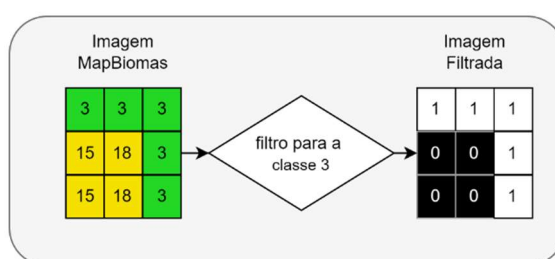 Imagem
MapBiomas
3 3 3
15 18 3
15 18 3
filtro para a
classe 3
Imagem
Filtrada
1 1 1
0 0 1
0 0 1